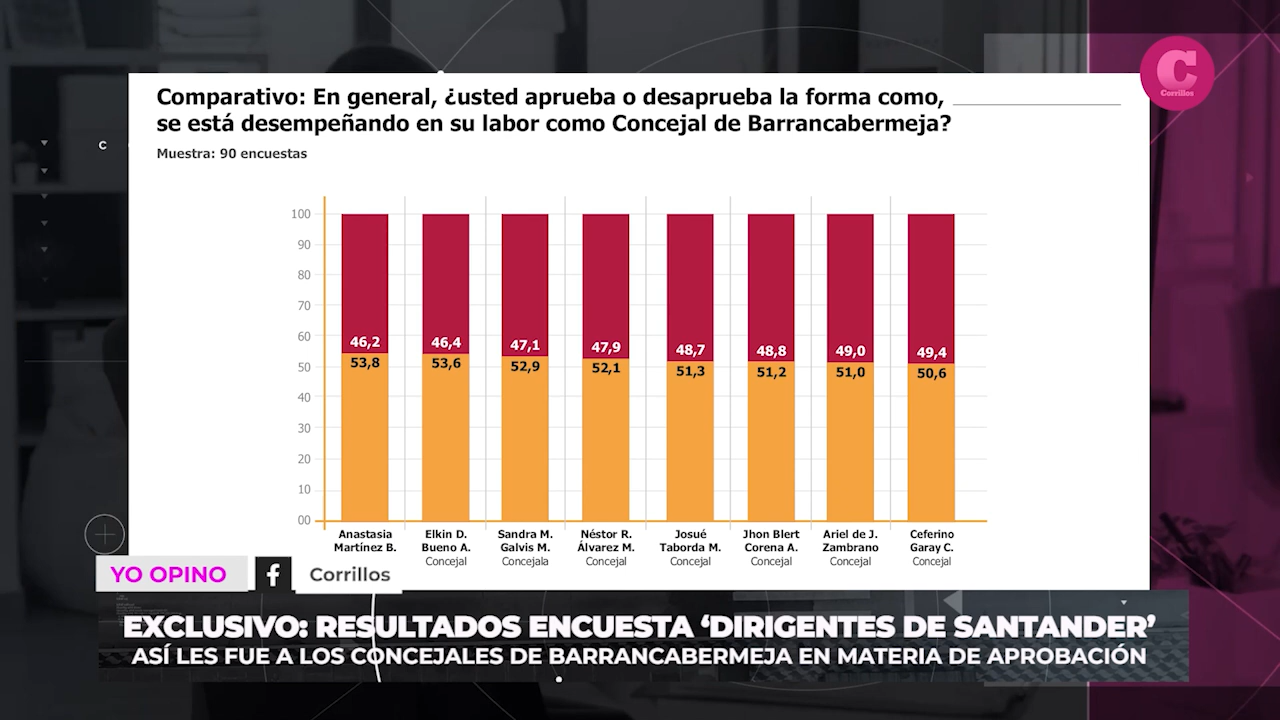 C
Corrillos
Comparativo: En general, ¿usted aprueba o desaprueba la forma como, ____________
se está desempeñando en su labor como Concejal de Barrancabermeja?
Muestra: 90 encuestas
100
90
80
70
60
50
40
30
20
10
00
46,2 46,4 47,1 47,9 48,7 48,8 49,0 49,4
53,8 53,6 52,9 52,1 51,3 51,2 51,0 50,6
Anastasia Elkin D. Sandra M. Néstor R. Josué Jhon Blert Ariel de J. Ceferino
Martínez B. Bueno A. Galvis M. Álvarez M. Taborda M. Corena A. Zambrano Garay C.
Concejal Concejala Concejal Concejal Concejal Concejal Concejal
YO OPINO f Corrillos
EXCLUSIVO: RESULTADOS ENCUESTA ‘DIRIGENTES DE SANTANDER’
ASÍ LES FUE A LOS CONCEJALES DE BARRANCABERMEJA EN MATERIA DE APROBACIÓN